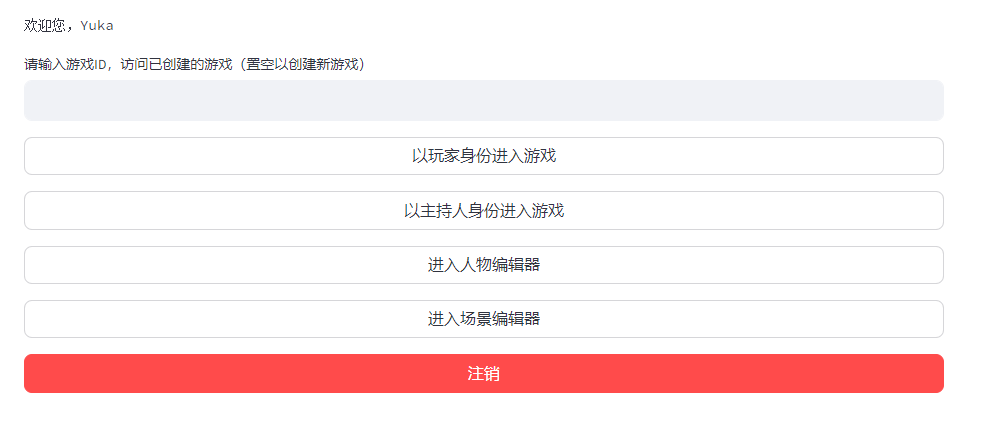 欢迎您，Yuka
请输入游戏ID，访问已创建的游戏（置空以创建新游戏）
以玩家身份进入游戏
以主持人身份进入游戏
进入人物编辑器
进入场景编辑器
注销